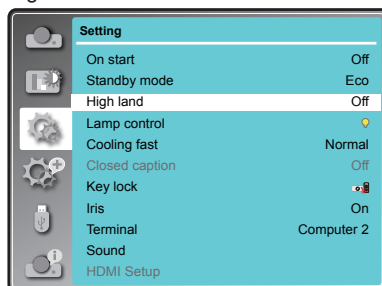 Setting
On start Off
Standby mode Eco
High land Off
Lamp control
Cooling fast Normal
Closed caption Off
Key lock
Iris On
Terminal Computer 2
Sound
HDMI Setup